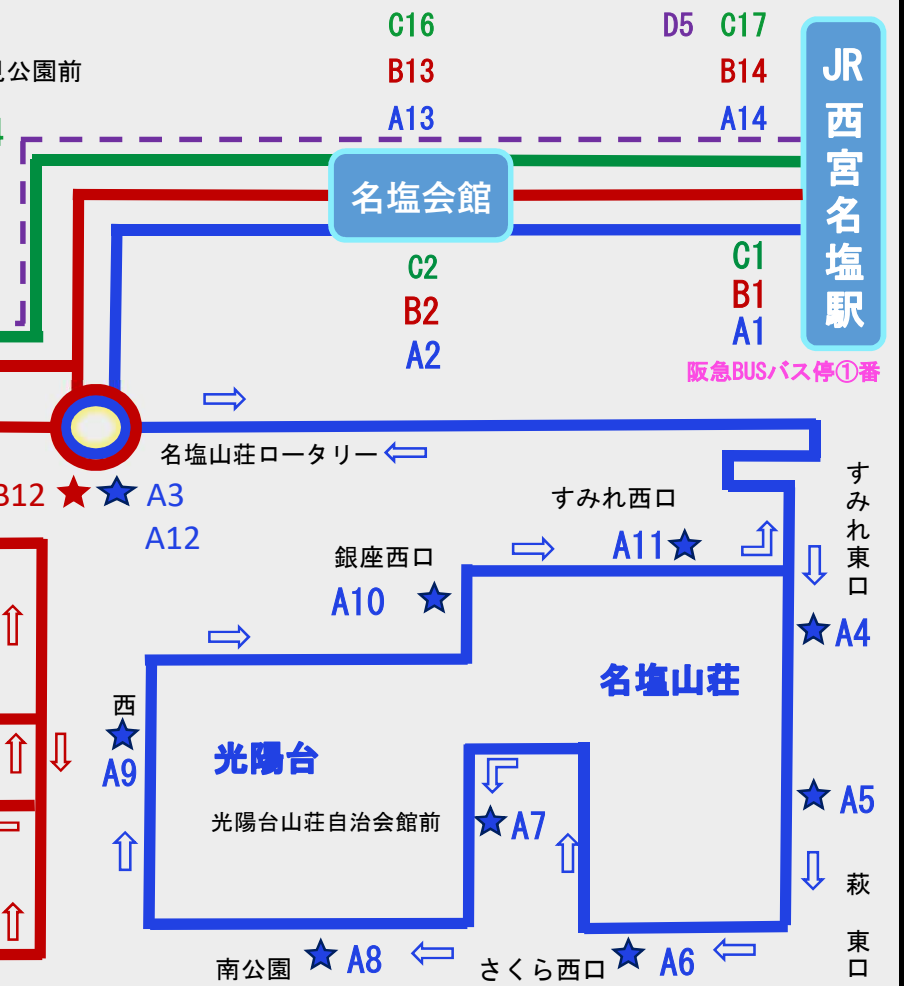 C16
D5 C17
JR西宮名塩駅
公園前
B13
B14
A13
A14
名塩会館
C2
C1
B2
B1
A2
A1
阪急BUSバス停①番
名塩山荘ロータリー
B12
A3
A12
すみれ東口
すみれ西口
A11
銀座西口
A10
A4
名塩山荘
西
A9
光陽台
A5
光陽台山荘自治会館前
A7
萩東口
南公園
A8
さくら西口
A6